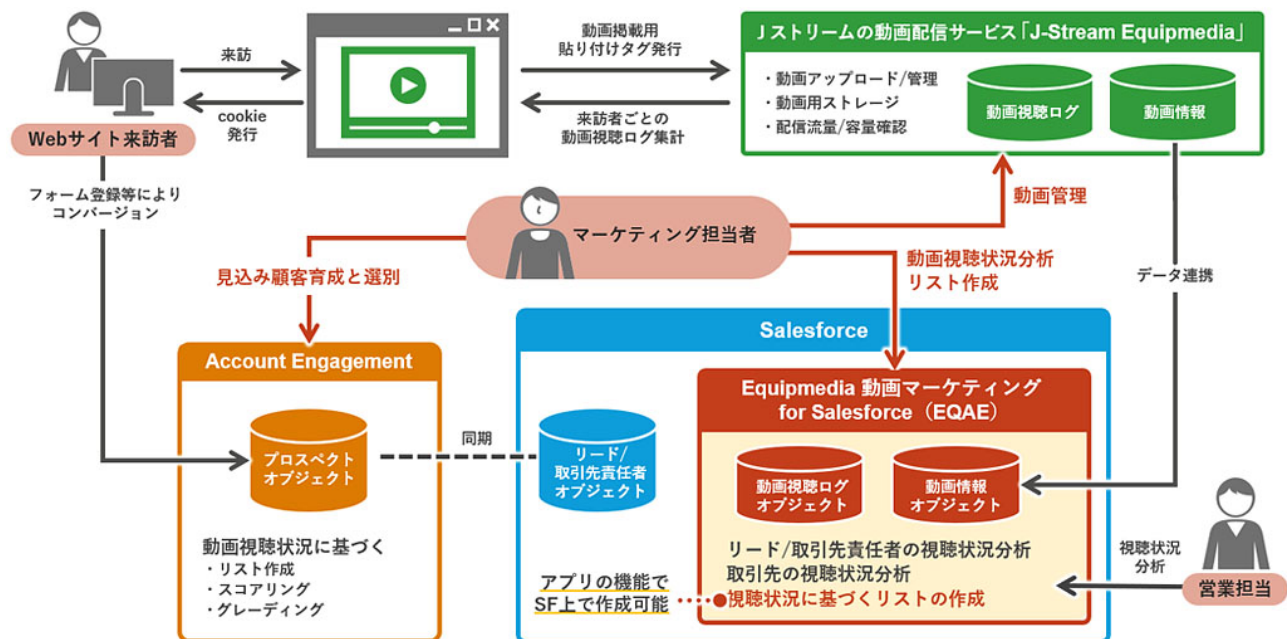 来訪
cookie
発行
Webサイト来訪者
動画掲載用
貼り付けタグ発行
来訪者ごとの
動画視聴ログ集計
Jストリームの動画配信サービス「J-Stream Equipmedia」
・動画アップロード/管理
・動画用ストレージ
・配信流量/容量確認
動画視聴ログ
動画情報
フォーム登録等により
コンバージョン
マーケティング担当者
動画管理
見込み顧客育成と選別
動画視聴状況分析
リスト作成
データ連携
Account Engagement
プロスペクト
オブジェクト
動画視聴状況に基づく
・リスト作成
・スコアリング
・グレーディング
同期
Salesforce
リード/
取引先責任者
オブジェクト
Equipmedia 動画マーケティング
for Salesforce（EQAE）
動画視聴ログ
オブジェクト
動画情報
オブジェクト
リード/取引先責任者の視聴状況分析
取引先の視聴状況分析
視聴状況に基づくリストの作成
アプリの機能で
SF上で作成可能
視聴状況
分析
営業担当